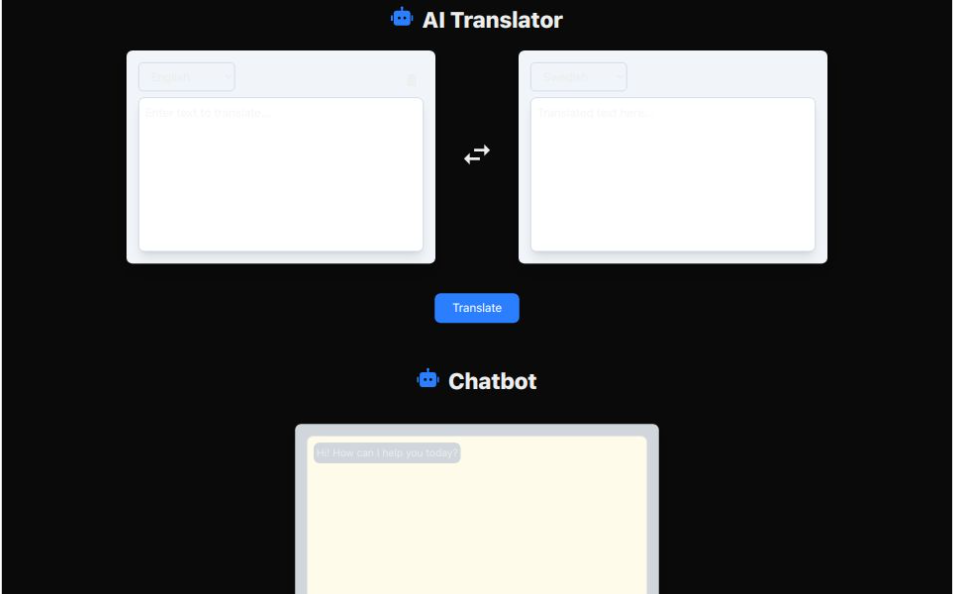 AI Translator
English
Swedish
Enter text to translate...
Translated text here...
Translate
Chatbot
Hi! How can I help you today?